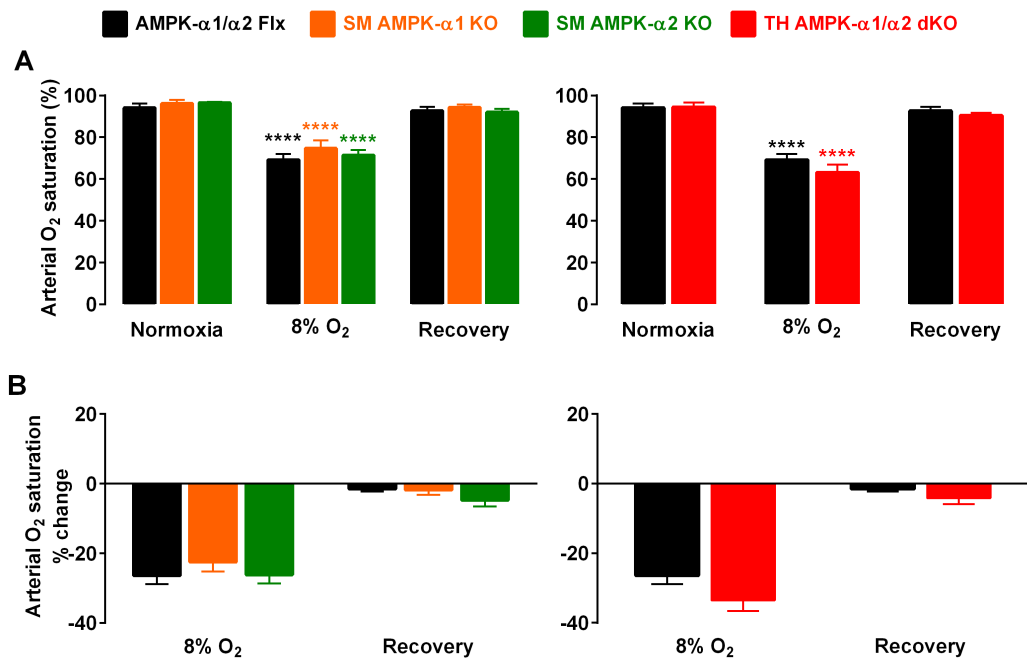 AMPK-α1/α2 Flx SM AMPK-α1 KO SM AMPK-α2 KO TH AMPK-α1/α2 dKO
A
Arterial O₂ saturation (%)
100
80
60
40
20
0
**** **** ****
Normoxia 8% O₂ Recovery
100
80
60
40
20
0
**** ****
Normoxia 8% O₂ Recovery
B
Arterial O₂ saturation
% change
20
0
-20
-40
8% O₂ Recovery
20
0
-20
-40
8% O₂ Recovery